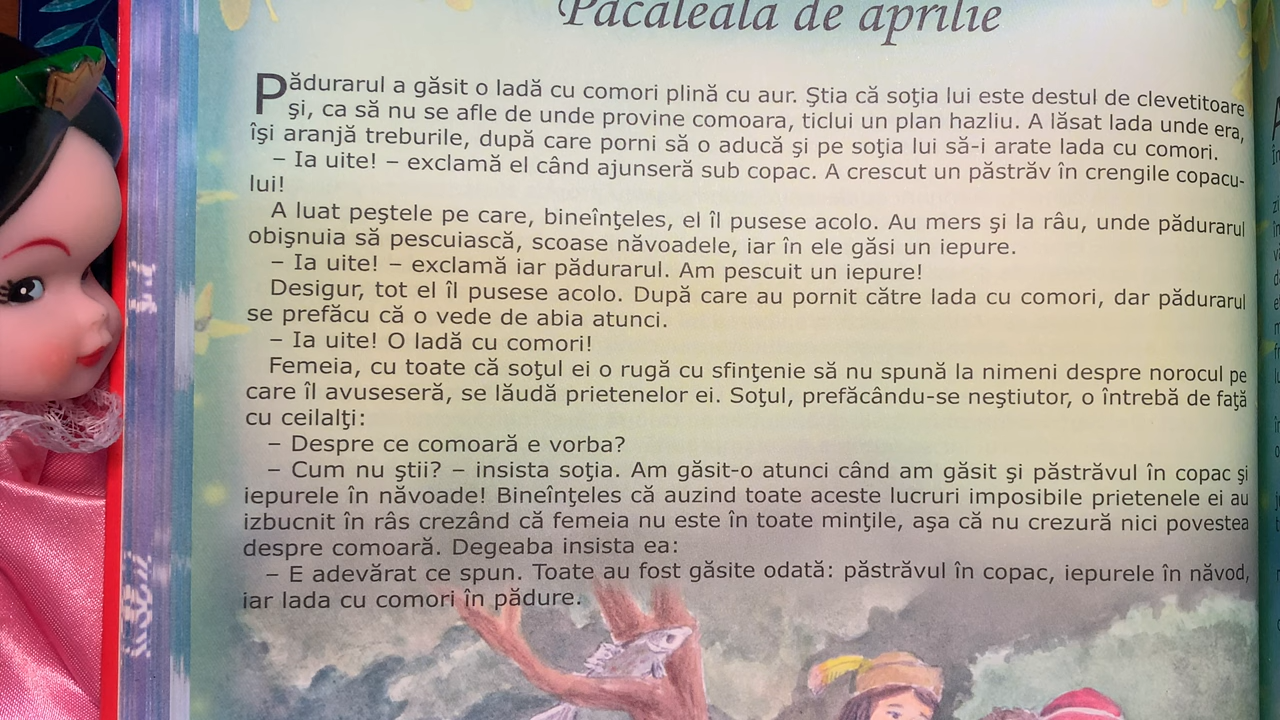 Păcăleala de aprilie
Pădurarul a găsit o ladă cu comori plină cu aur. Ştia că soţia lui este destul de clevetitoare
şi, ca să nu se afle de unde provine comoara, ticlui un plan hazliu. A lăsat lada unde era,
îşi aranjă treburile, după care porni să o aducă şi pe soţia lui să-i arate lada cu comori.
– Ia uite! – exclamă el când ajunseră sub copac. A crescut un păstrăv în crengile copacu-
lui!
A luat peştele pe care, bineînţeles, el îl pusese acolo. Au mers şi la râu, unde pădurarul
obişnuia să pescuiască, scoase năvoadele, iar în ele găsi un iepure.
– Ia uite! – exclamă iar pădurarul. Am pescuit un iepure!
Desigur, tot el îl pusese acolo. După care au pornit către lada cu comori, dar pădurarul
se prefăcu că o vede de abia atunci.
– Ia uite! O ladă cu comori!
Femeia, cu toate că soţul ei o rugă cu sfinţenie să nu spună la nimeni despre norocul pe
care îl avuseseră, se lăudă prietenelor ei. Soţul, prefăcându-se neştiutor, o întrebă de faţă
cu ceilalţi:
– Despre ce comoară e vorba?
– Cum nu ştii? – insista soţia. Am găsit-o atunci când am găsit şi păstrăvul în copac şi
iepurele în năvoade! Bineînţeles că auzind toate aceste lucruri imposibile prietenele ei au
izbucnit în râs crezând că femeia nu este în toate minţile, aşa că nu crezură nici povestea
despre comoară. Degeaba insista ea:
– E adevărat ce spun. Toate au fost găsite odată: păstrăvul în copac, iepurele în năvod,
iar lada cu comori în pădure.